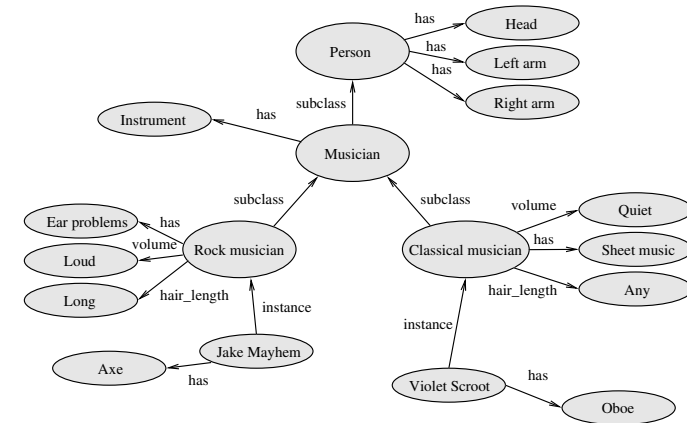 has
Head
Person
has
Left arm
has
Right arm
subclass
Instrument
has
Musician
subclass
subclass
Ear problems
has
volume
Loud
Rock musician
Long
hair_length
volume
Quiet
Classical musician
has
Sheet music
hair_length
Any
instance
instance
Jake Mayhem
Axe
has
Violet Scroot
has
Oboe